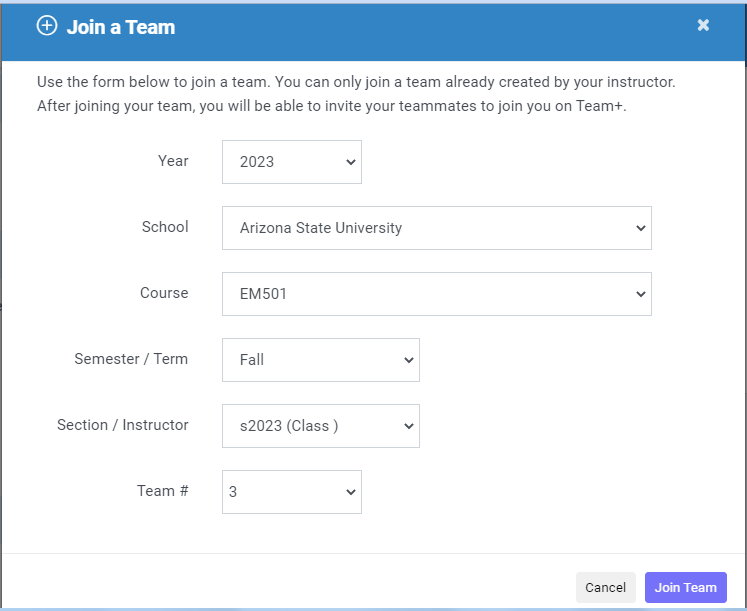 Join a Team
Use the form below to join a team. You can only join a team already created by your instructor.
After joining your team, you will be able to invite your teammates to join you on Team+.
Year 2023
School Arizona State University
Course EM501
Semester / Term Fall
Section / Instructor s2023 (Class )
Team # 3
Cancel Join Team